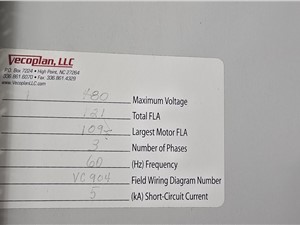 Vecoplan, LLC
P.O. Box 7224 • High Point, NC 27264
336.861.6070 • Fax 336.861.4329
www.VecoplanLLC.com
480 Maximum Voltage
121 Total FLA
109 Largest Motor FLA
3 Number of Phases
60 (Hz) Frequency
VC904 Field Wiring Diagram Number
5 (kA) Short-Circuit Current